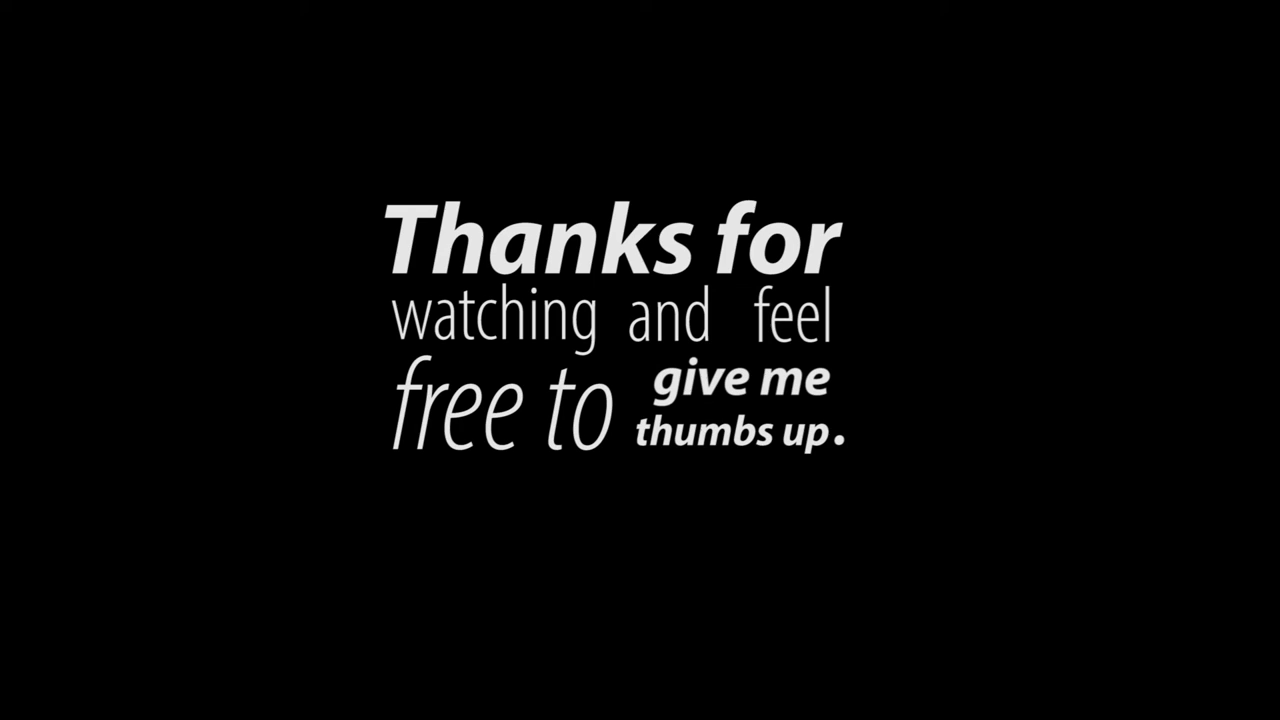 Thanks for
watching and feel
free to give me
thumbs up.